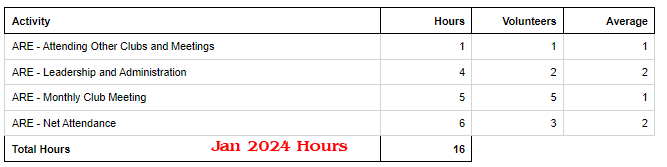 Activity Hours Volunteers Average
ARE - Attending Other Clubs and Meetings 1 1 1
ARE - Leadership and Administration 4 2 2
ARE - Monthly Club Meeting 5 5 1
ARE - Net Attendance 6 3 2
Total Hours Jan 2024 Hours 16